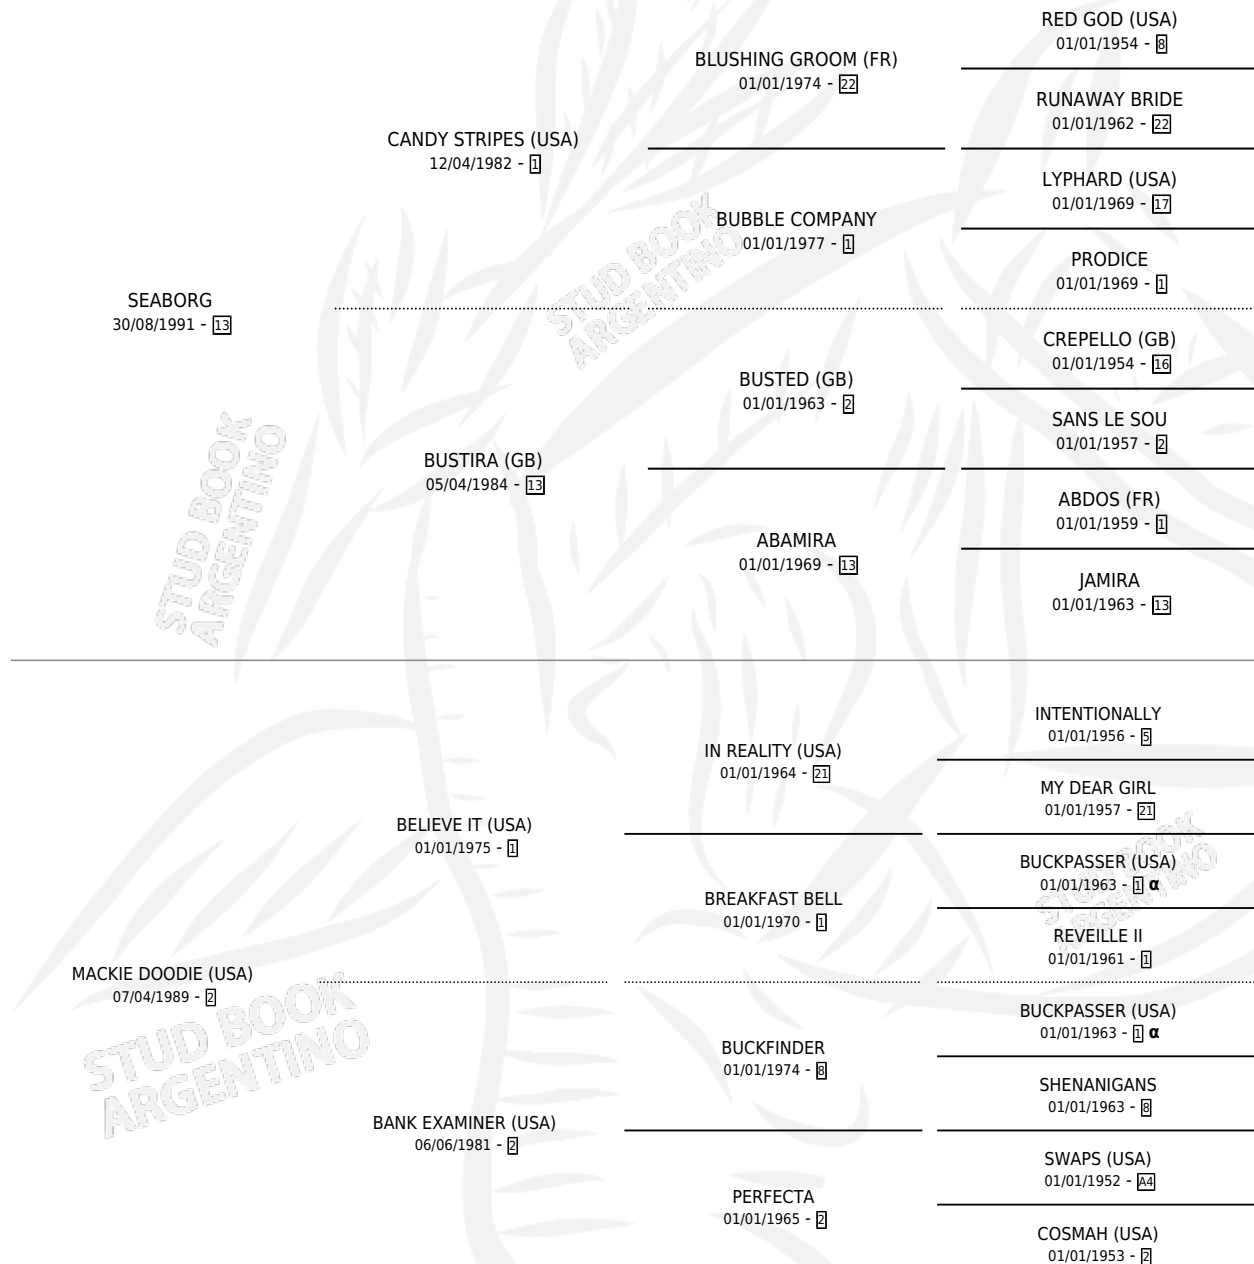 RED GOD (USA)
01/01/1954 - 8
BLUSHING GROOM (FR)
01/01/1974 - 22
RUNAWAY BRIDE
01/01/1962 - 22
CANDY STRIPES (USA)
12/04/1982 - 1
LYPHARD (USA)
01/01/1969 - 17
BUBBLE COMPANY
01/01/1977 - 1
PRODICE
01/01/1969 - 1
SEABORG
30/08/1991 - 13
CREPELLO (GB)
01/01/1954 - 16
BUSTED (GB)
01/01/1963 - 2
SANS LE SOU
01/01/1957 - 2
BUSTIRA (GB)
05/04/1984 - 13
ABDOS (FR)
01/01/1959 - 1
ABAMIRA
01/01/1969 - 13
JAMIRA
01/01/1963 - 13
STUD BOOK
ARGENTINO
STUD BOOK
ARGENTINO
INTENTIONALLY
01/01/1956 - 5
IN REALITY (USA)
01/01/1964 - 21
MY DEAR GIRL
01/01/1957 - 21
BELIEVE IT (USA)
01/01/1975 - 1
BUCKPASSER (USA)
01/01/1963 - 1 α
BREAKFAST BELL
01/01/1970 - 1
REVEILLE II
01/01/1961 - 1
MACKIE DOODIE (USA)
07/04/1989 - 2
BUCKPASSER (USA)
01/01/1963 - 1 α
BUCKFINDER
01/01/1974 - 8
SHENANIGANS
01/01/1963 - 8
BANK EXAMINER (USA)
06/06/1981 - 2
SWAPS (USA)
01/01/1952 - A4
PERFECTA
01/01/1965 - 2
COSMAH (USA)
01/01/1953 - 2
STUD BOOK
ARGENTINO
STUD BOOK
ARGENTINO